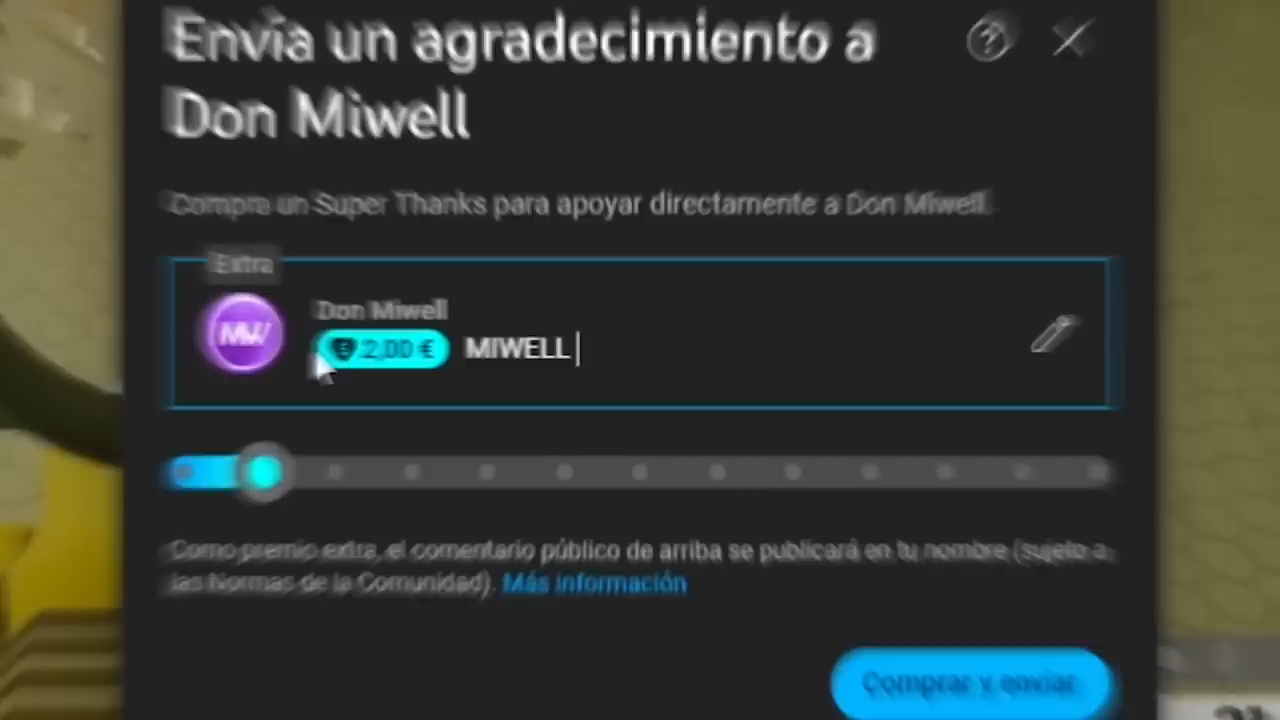 Envía un agradecimiento a
Don Miwell
Compra un Super Thanks para apoyar directamente a Don Miwell.
Extra
MW
Don Miwell
2,00 € MIWELL
Como premio extra, el comentario público de arriba se publicará en tu nombre (sujeto a
las Normas de la Comunidad). Más información
Comprar y enviar